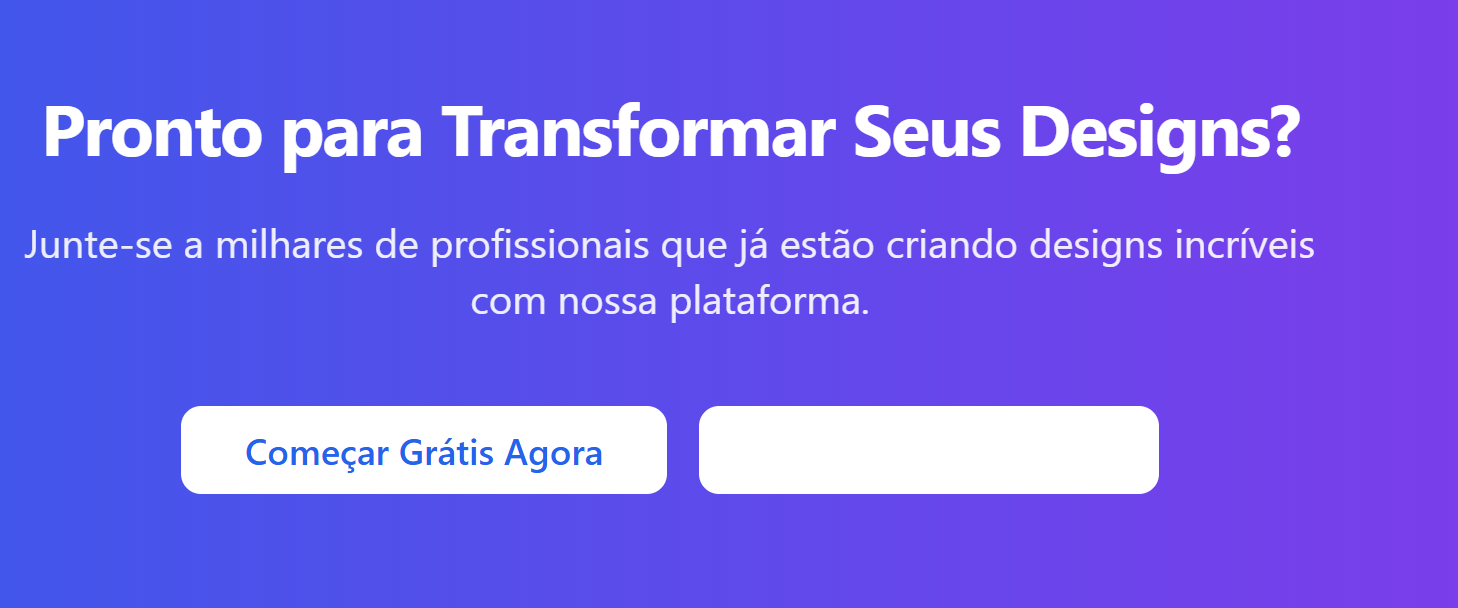 Pronto para Transformar Seus Designs?
Junte-se a milhares de profissionais que já estão criando designs incríveis
com nossa plataforma.
Começar Grátis Agora